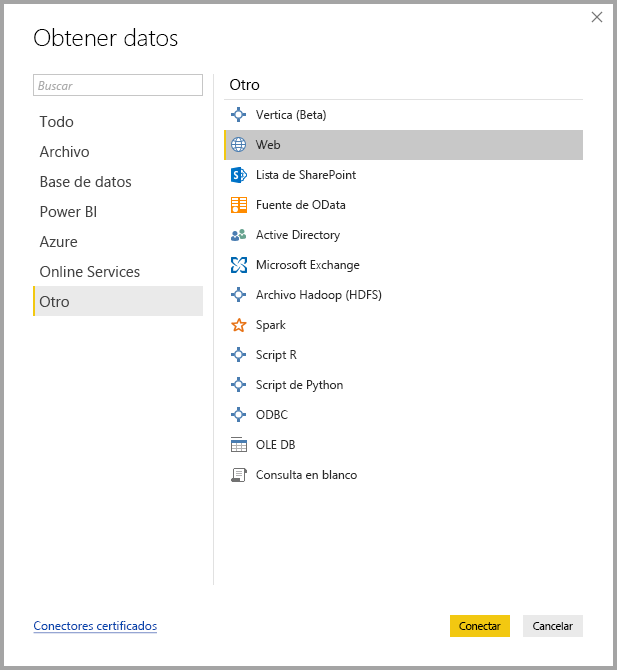 Obtener datos
Buscar
Todo
Archivo
Base de datos
Power BI
Azure
Online Services
Otro
Otro
Vertica (Beta)
Web
Lista de SharePoint
Fuente de OData
Active Directory
Microsoft Exchange
Archivo Hadoop (HDFS)
Spark
Script R
Script de Python
ODBC
OLE DB
Consulta en blanco
Conectores certificados
Conectar
Cancelar